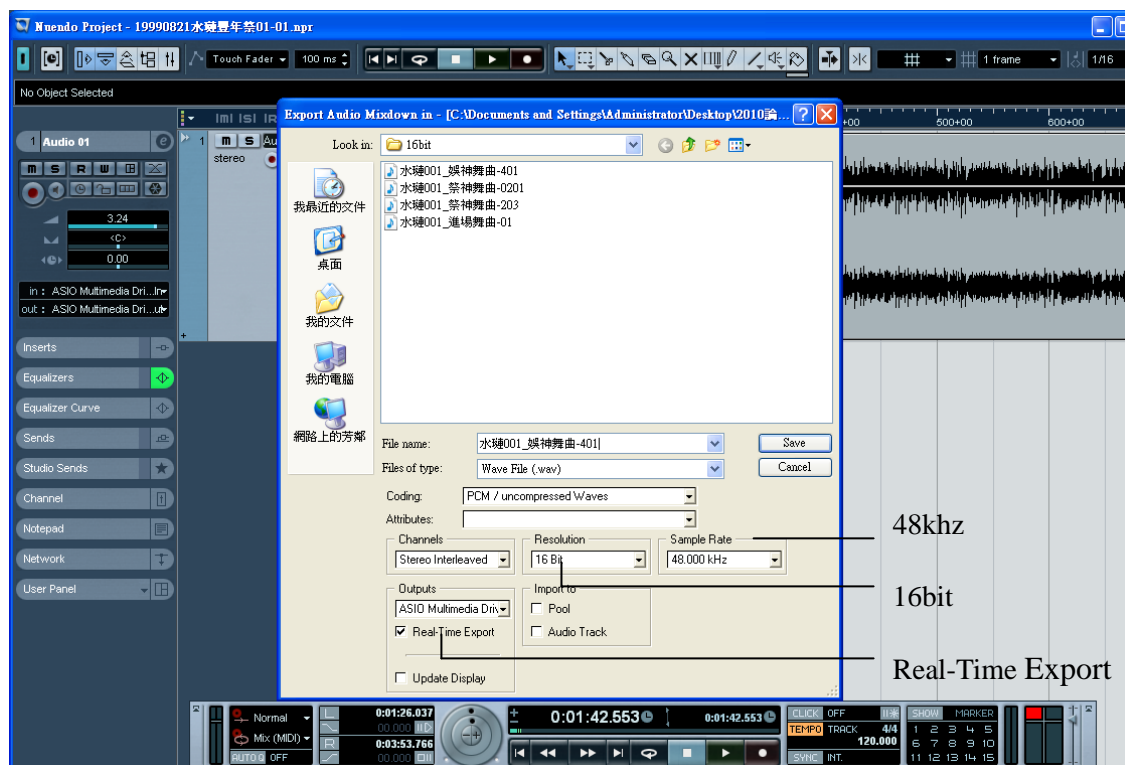 Nuendo Project - 19990821水璉豐年祭01-01.npr
Touch Fader
100 ms
1 frame
1/16
No Object Selected
1 Audio 01
e
m S R W
3.24
<C>
0.00
in : ASIO Multimedia Dri...In
out : ASIO Multimedia Dri...ut
Inserts
Equalizers
Equalizer Curve
Sends
Studio Sends
Channel
Notepad
Network
User Panel
|m| |S| |R
1 m S Au
stereo
+00 500+00 600+00
Export Audio Mixdown in - [C:\Documents and Settings\Administrator\Desktop\2010論...
Look in:
16bit
我最近的文件
桌面
我的文件
我的電腦
網路上的芳鄰
水璉001_娛神舞曲-401
水璉001_祭神舞曲-0201
水璉001_祭神舞曲-203
水璉001_進場舞曲-01
File name:
水璉001_娛神舞曲-401
Save
Files of type:
Wave File (.wav)
Cancel
Coding:
PCM / uncompressed Waves
Attributes:
Channels
Stereo Interleaved
Resolution
16 Bit
Sample Rate
48.000 kHz
Outputs
ASIO Multimedia Driv
Real-Time Export
Update Display
Import to
Pool
Audio Track
48khz
16bit
Real-Time Export
Normal
Mix (MIDI)
AUTO Q OFF
L 0:01:26.037
00.000
R 0:03:53.766
00.000
0:01:42.553
0:01:42.553
CLICK OFF
TEMPO TRACK 4/4
120.000
SYNC INT.
SHOW MARKER
1 2 3 4 5
6 7 8 9 10
11 12 13 14 15